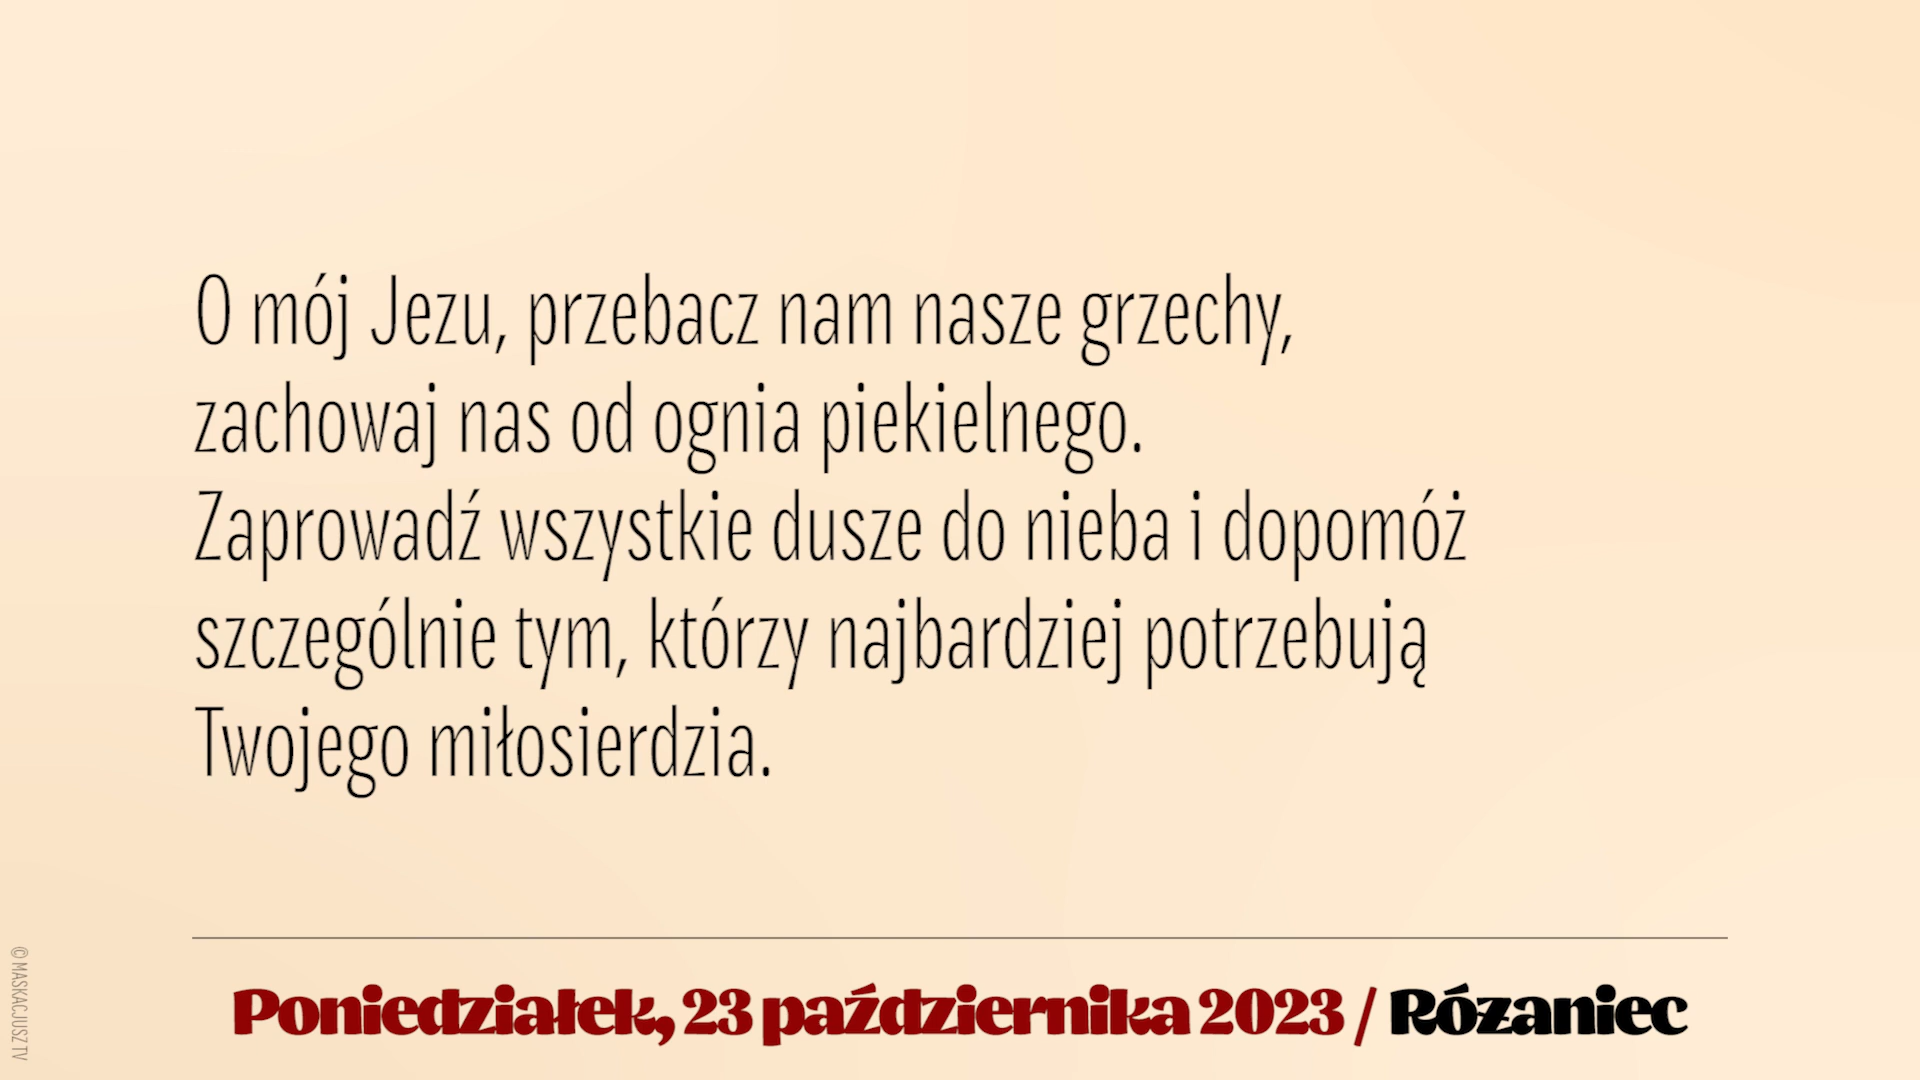 O mój Jezu, przebacz nam nasze grzechy,
zachowaj nas od ognia piekielnego.
Zaprowadź wszystkie dusze do nieba i dopomóż
szczególnie tym, którzy najbardziej potrzebują
Twojego miłosierdzia.
Poniedziałek, 23 października 2023 / Różaniec
© MASKACJUSZ TV